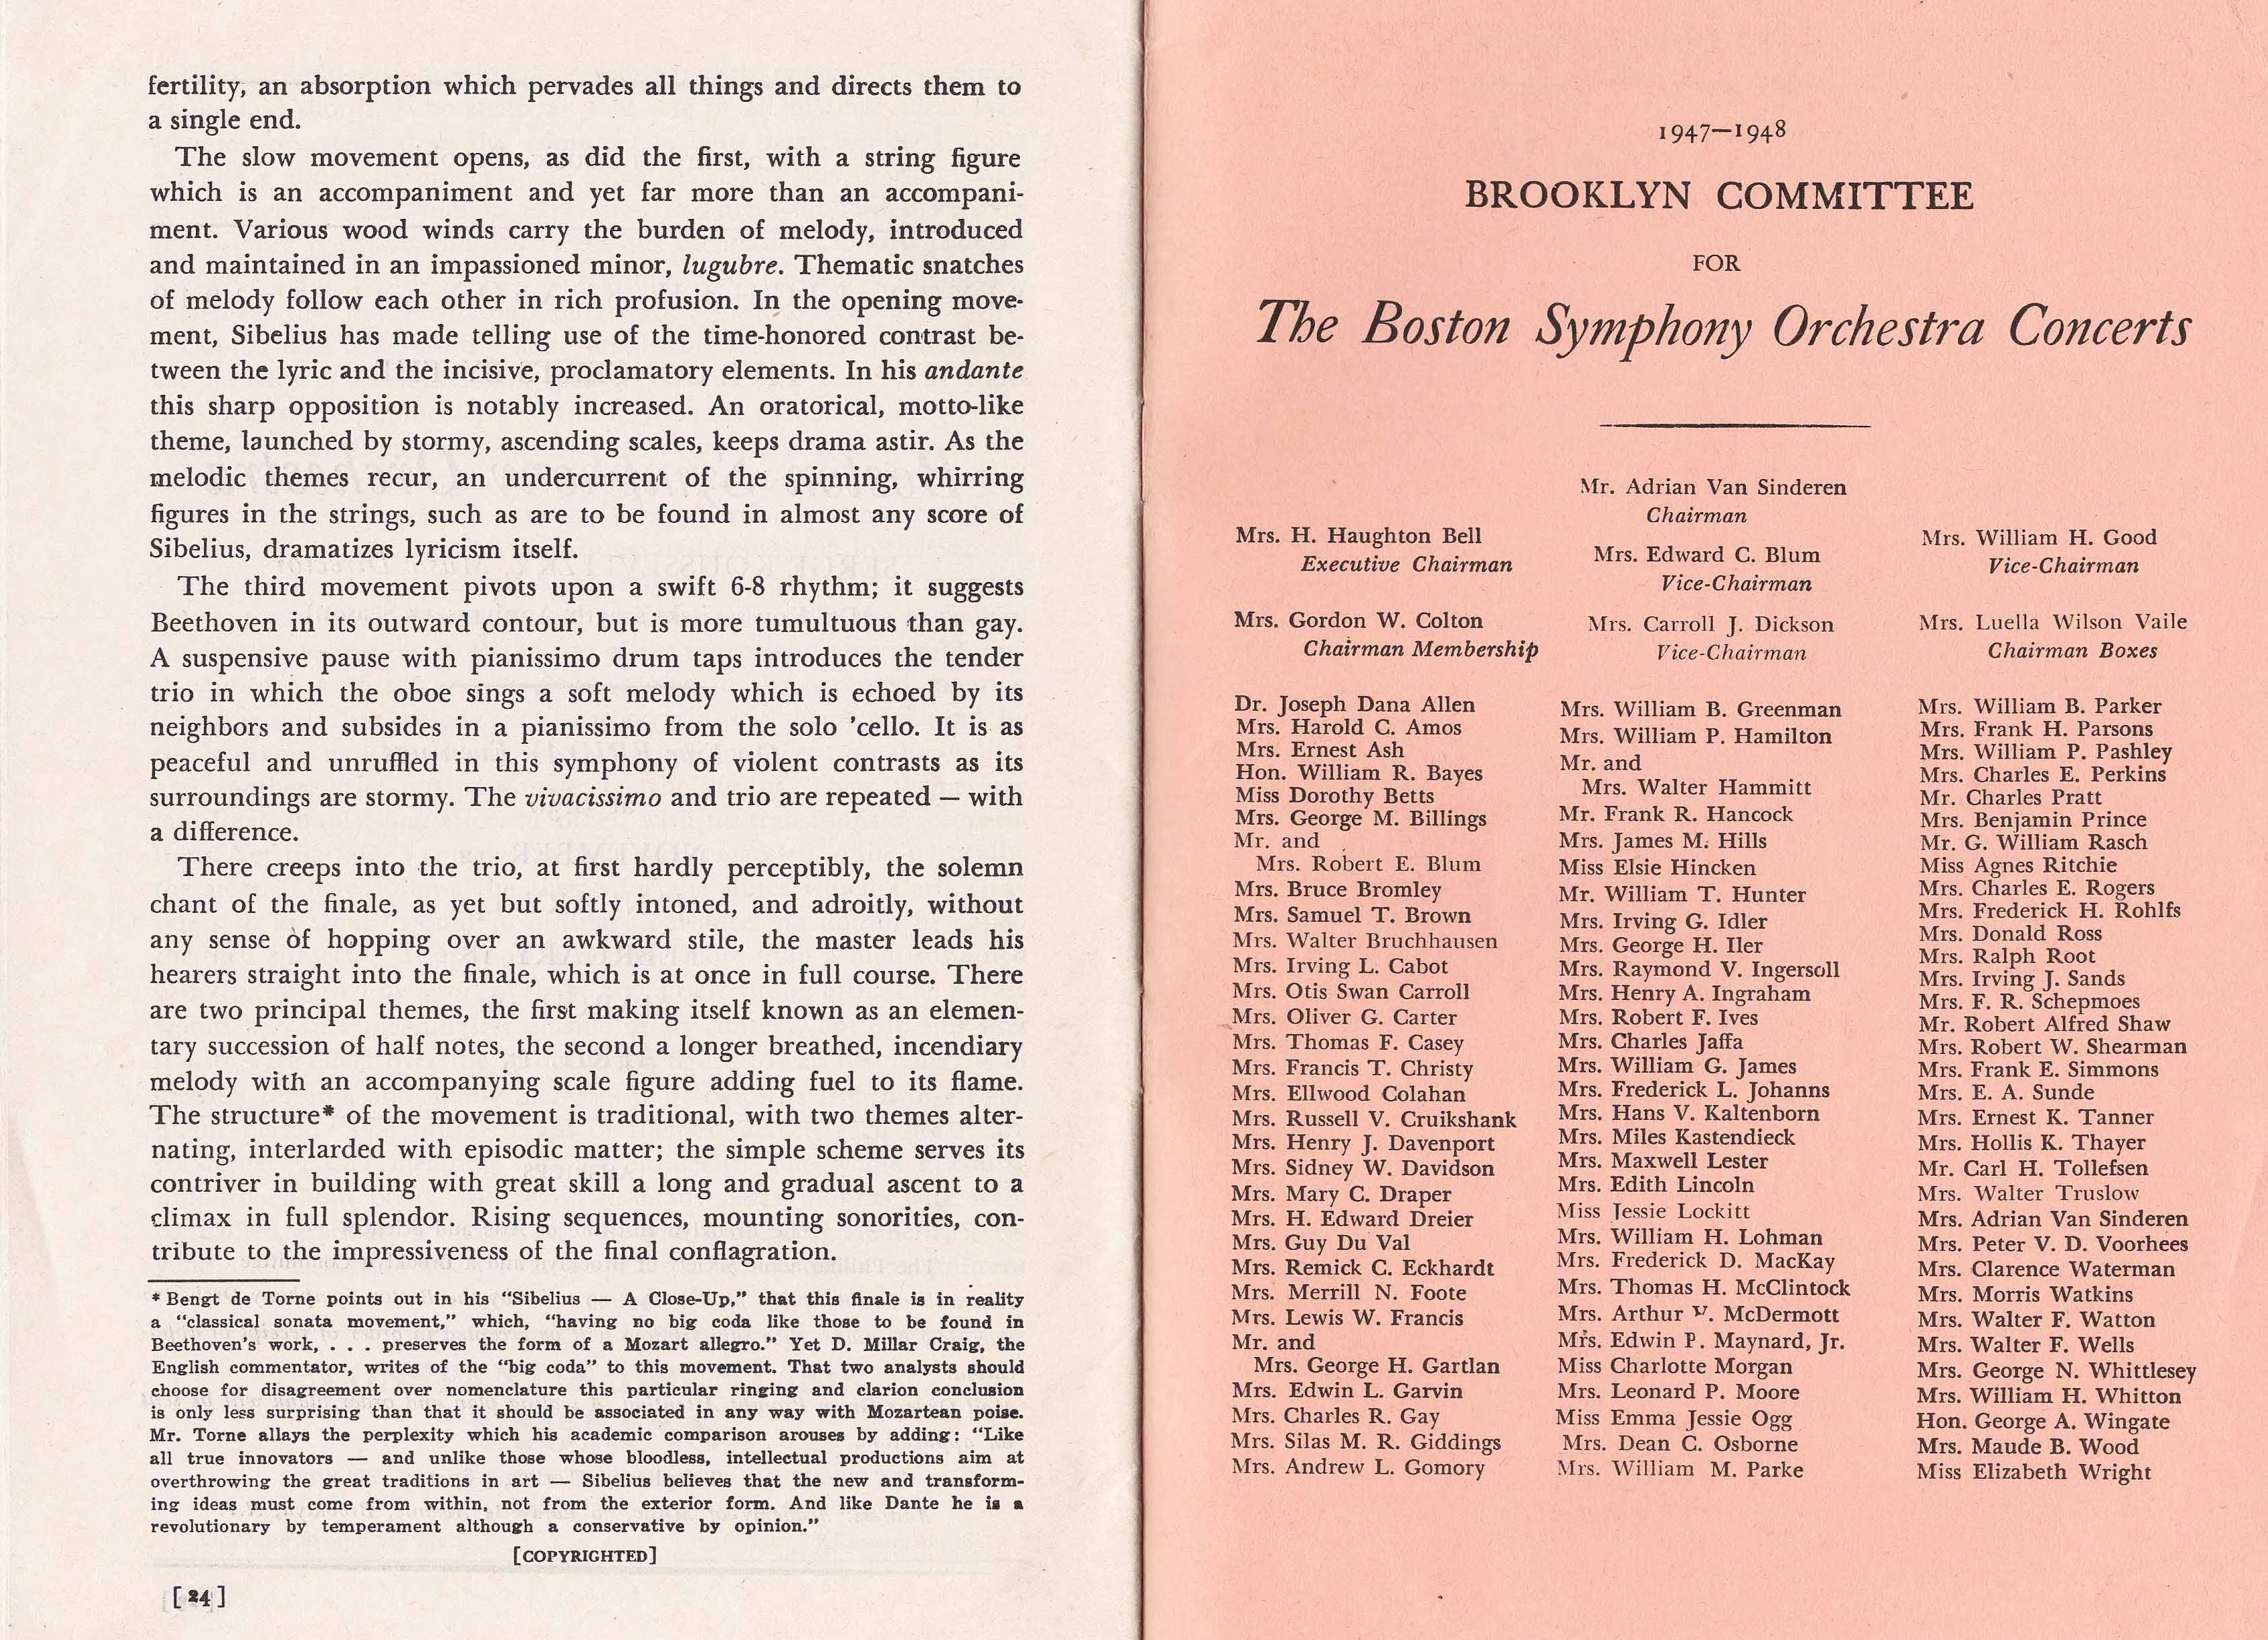 fertility, an absorption which pervades all things and directs them to
a single end.
The slow movement opens, as did the first, with a string figure
which is an accompaniment and yet far more than an accompani-
ment. Various wood winds carry the burden of melody, introduced
and maintained in an impassioned minor, lugubre. Thematic snatches
of melody follow each other in rich profusion. In the opening move-
ment, Sibelius has made telling use of the time-honored contrast be-
tween the lyric and the incisive, proclamatory elements. In his andante
this sharp opposition is notably increased. An oratorical, motto-like
theme, launched by stormy, ascending scales, keeps drama astir. As the
melodic themes recur, an undercurrent of the spinning, whirring
figures in the strings, such as are to be found in almost any score of
Sibelius, dramatizes lyricism itself.
The third movement pivots upon a swift 6-8 rhythm; it suggests
Beethoven in its outward contour, but is more tumultuous than gay.
A suspensive pause with pianissimo drum taps introduces the tender
trio in which the oboe sings a soft melody which is echoed by its
neighbors and subsides in a pianissimo from the solo 'cello. It is as
peaceful and unruffled in this symphony of violent contrasts as its
surroundings are stormy. The vivacissimo and trio are repeated — with
a difference.
There creeps into the trio, at first hardly perceptibly, the solemn
chant of the finale, as yet but softly intoned, and adroitly, without
any sense of hopping over an awkward stile, the master leads his
hearers straight into the finale, which is at once in full course. There
are two principal themes, the first making itself known as an elemen-
tary succession of half notes, the second a longer breathed, incendiary
melody with an accompanying scale figure adding fuel to its flame.
The structure* of the movement is traditional, with two themes alter-
nating, interlarded with episodic matter; the simple scheme serves its
contriver in building with great skill a long and gradual ascent to a
climax in full splendor. Rising sequences, mounting sonorities, con-
tribute to the impressiveness of the final conflagration.
* Bengt de Torne points out in his "Sibelius — A Close-Up," that this finale is in reality
a "classical sonata movement," which, "having no big coda like those to be found in
Beethoven's work, . . . preserves the form of a Mozart allegro." Yet D. Millar Craig, the
English commentator, writes of the "big coda" to this movement. That two analysts should
choose for disagreement over nomenclature this particular ringing and clarion conclusion
is only less surprising than that it should be associated in any way with Mozartean poise.
Mr. Torne allays the perplexity which his academic comparison arouses by adding: "Like
all true innovators — and unlike those whose bloodless, intellectual productions aim at
overthrowing the great traditions in art — Sibelius believes that the new and transform-
ing ideas must come from within, not from the exterior form. And like Dante he is a
revolutionary by temperament although a conservative by opinion."
[COPYRIGHTED]
[24]
1947—1948
BROOKLYN COMMITTEE
FOR
The Boston Symphony Orchestra Concerts
Mr. Adrian Van Sinderen
Chairman
Mrs. H. Haughton Bell
Executive Chairman
Mrs. Edward C. Blum
Vice-Chairman
Mrs. William H. Good
Vice-Chairman
Mrs. Gordon W. Colton
Chairman Membership
Mrs. Carroll J. Dickson
Vice-Chairman
Mrs. Luella Wilson Vaile
Chairman Boxes
Dr. Joseph Dana Allen
Mrs. Harold C. Amos
Mrs. Ernest Ash
Hon. William R. Bayes
Miss Dorothy Betts
Mrs. George M. Billings
Mr. and
Mrs. Robert E. Blum
Mrs. Bruce Bromley
Mrs. Samuel T. Brown
Mrs. Walter Bruchhausen
Mrs. Irving L. Cabot
Mrs. Otis Swan Carroll
Mrs. Oliver G. Carter
Mrs. Thomas F. Casey
Mrs. Francis T. Christy
Mrs. Ellwood Colahan
Mrs. Russell V. Cruikshank
Mrs. Henry J. Davenport
Mrs. Sidney W. Davidson
Mrs. Mary C. Draper
Mrs. H. Edward Dreier
Mrs. Guy Du Val
Mrs. Remick C. Eckhardt
Mrs. Merrill N. Foote
Mrs. Lewis W. Francis
Mr. and
Mrs. George H. Gartlan
Mrs. Edwin L. Garvin
Mrs. Charles R. Gay
Mrs. Silas M. R. Giddings
Mrs. Andrew L. Gomory
Mrs. William B. Greenman
Mrs. William P. Hamilton
Mr. and
Mrs. Walter Hammitt
Mr. Frank R. Hancock
Mrs. James M. Hills
Miss Elsie Hincken
Mr. William T. Hunter
Mrs. Irving G. Idler
Mrs. George H. Iler
Mrs. Raymond V. Ingersoll
Mrs. Henry A. Ingraham
Mrs. Robert F. Ives
Mrs. Charles Jaffa
Mrs. William G. James
Mrs. Frederick L. Johanns
Mrs. Hans V. Kaltenborn
Mrs. Miles Kastendieck
Mrs. Maxwell Lester
Mrs. Edith Lincoln
Miss Jessie Lockitt
Mrs. William H. Lohman
Mrs. Frederick D. MacKay
Mrs. Thomas H. McClintock
Mrs. Arthur V. McDermott
Mrs. Edwin P. Maynard, Jr.
Miss Charlotte Morgan
Mrs. Leonard P. Moore
Miss Emma Jessie Ogg
Mrs. Dean C. Osborne
Mrs. William M. Parke
Mrs. William B. Parker
Mrs. Frank H. Parsons
Mrs. William P. Pashley
Mrs. Charles E. Perkins
Mr. Charles Pratt
Mrs. Benjamin Prince
Mr. G. William Rasch
Miss Agnes Ritchie
Mrs. Charles E. Rogers
Mrs. Frederick H. Rohlfs
Mrs. Donald Ross
Mrs. Ralph Root
Mrs. Irving J. Sands
Mrs. F. R. Schepmoes
Mr. Robert Alfred Shaw
Mrs. Robert W. Shearman
Mrs. Frank E. Simmons
Mrs. E. A. Sunde
Mrs. Ernest K. Tanner
Mrs. Hollis K. Thayer
Mr. Carl H. Tollefsen
Mrs. Walter Truslow
Mrs. Adrian Van Sinderen
Mrs. Peter V. D. Voorhees
Mrs. Clarence Waterman
Mrs. Morris Watkins
Mrs. Walter F. Watton
Mrs. Walter F. Wells
Mrs. George N. Whittlesey
Mrs. William H. Whitton
Hon. George A. Wingate
Mrs. Maude B. Wood
Miss Elizabeth Wright